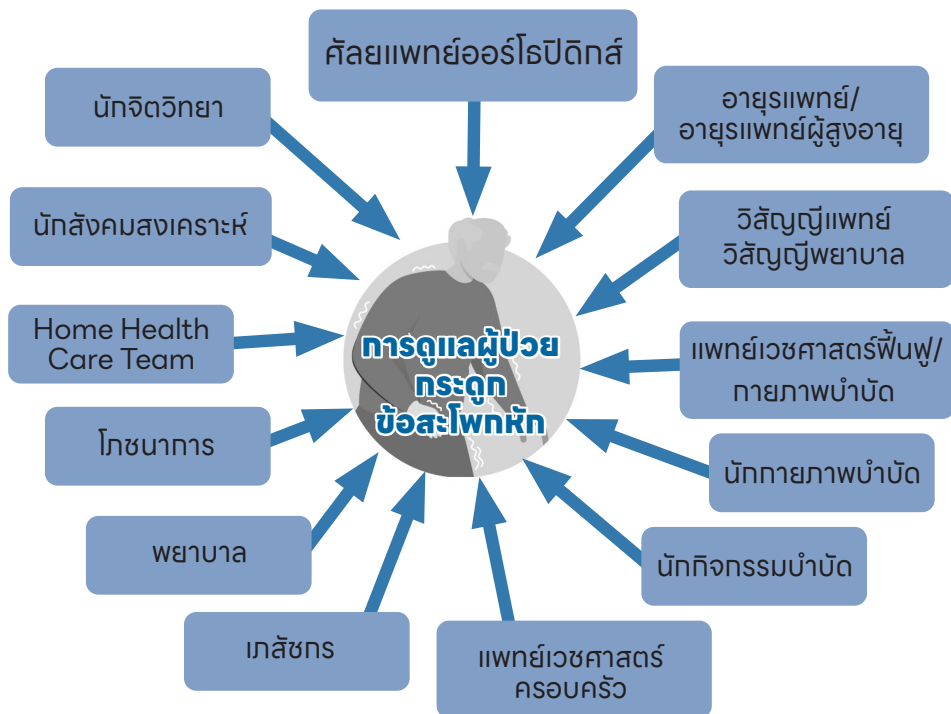 ศัลยแพทย์ออร์โธปิดิกส์
อายุรแพทย์/
อายุรแพทย์ผู้สูงอายุ
วิสัญญีแพทย์
วิสัญญีพยาบาล
แพทย์เวชศาสตร์ฟื้นฟู/
กายภาพบำบัด
นักกายภาพบำบัด
นักกิจกรรมบำบัด
แพทย์เวชศาสตร์
ครอบครัว
เภสัชกร
พยาบาล
โภชนาการ
Home Health
Care Team
นักสังคมสงเคราะห์
นักจิตวิทยา
การดูแลผู้ป่วย
กระดูก
ข้อสะโพกหัก